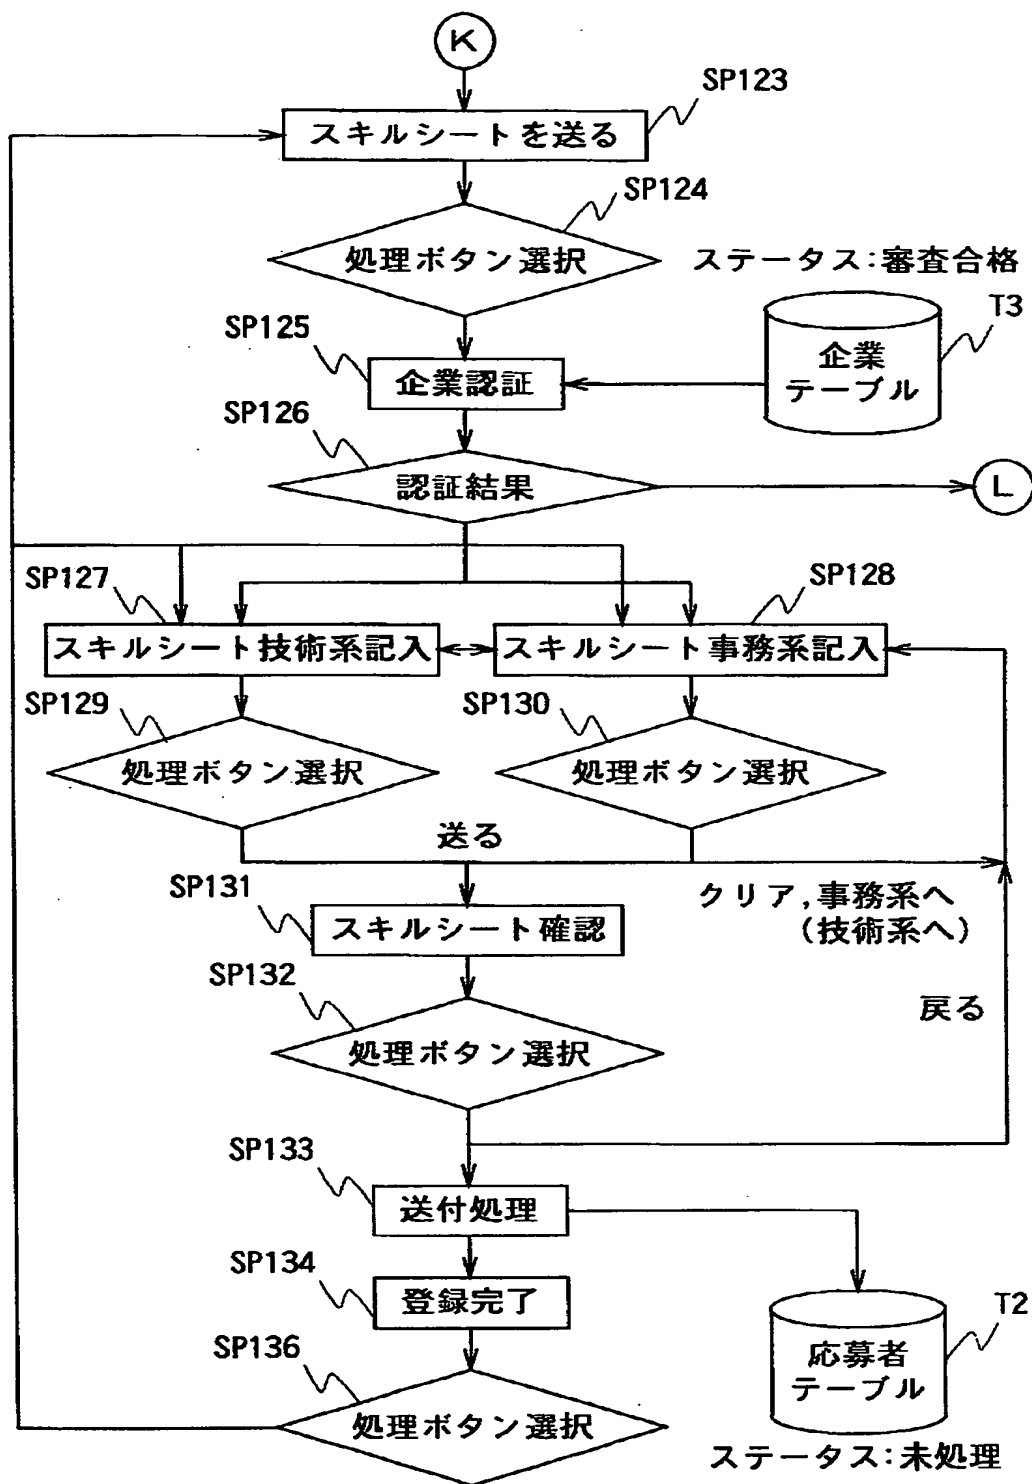 K
SP123
スキルシートを送る
SP124
処理ボタン選択
ステータス:審査合格
SP125
T3
企業
テーブル
企業認証
SP126
認証結果
L
SP127
SP128
スキルシート技術系記入
スキルシート事務系記入
SP129
SP130
処理ボタン選択
処理ボタン選択
送る
SP131
クリア,事務系へ
(技術系へ)
スキルシート確認
SP132
戻る
処理ボタン選択
SP133
送付処理
SP134
登録完了
T2
SP136
応募者
テーブル
処理ボタン選択
ステータス:未処理